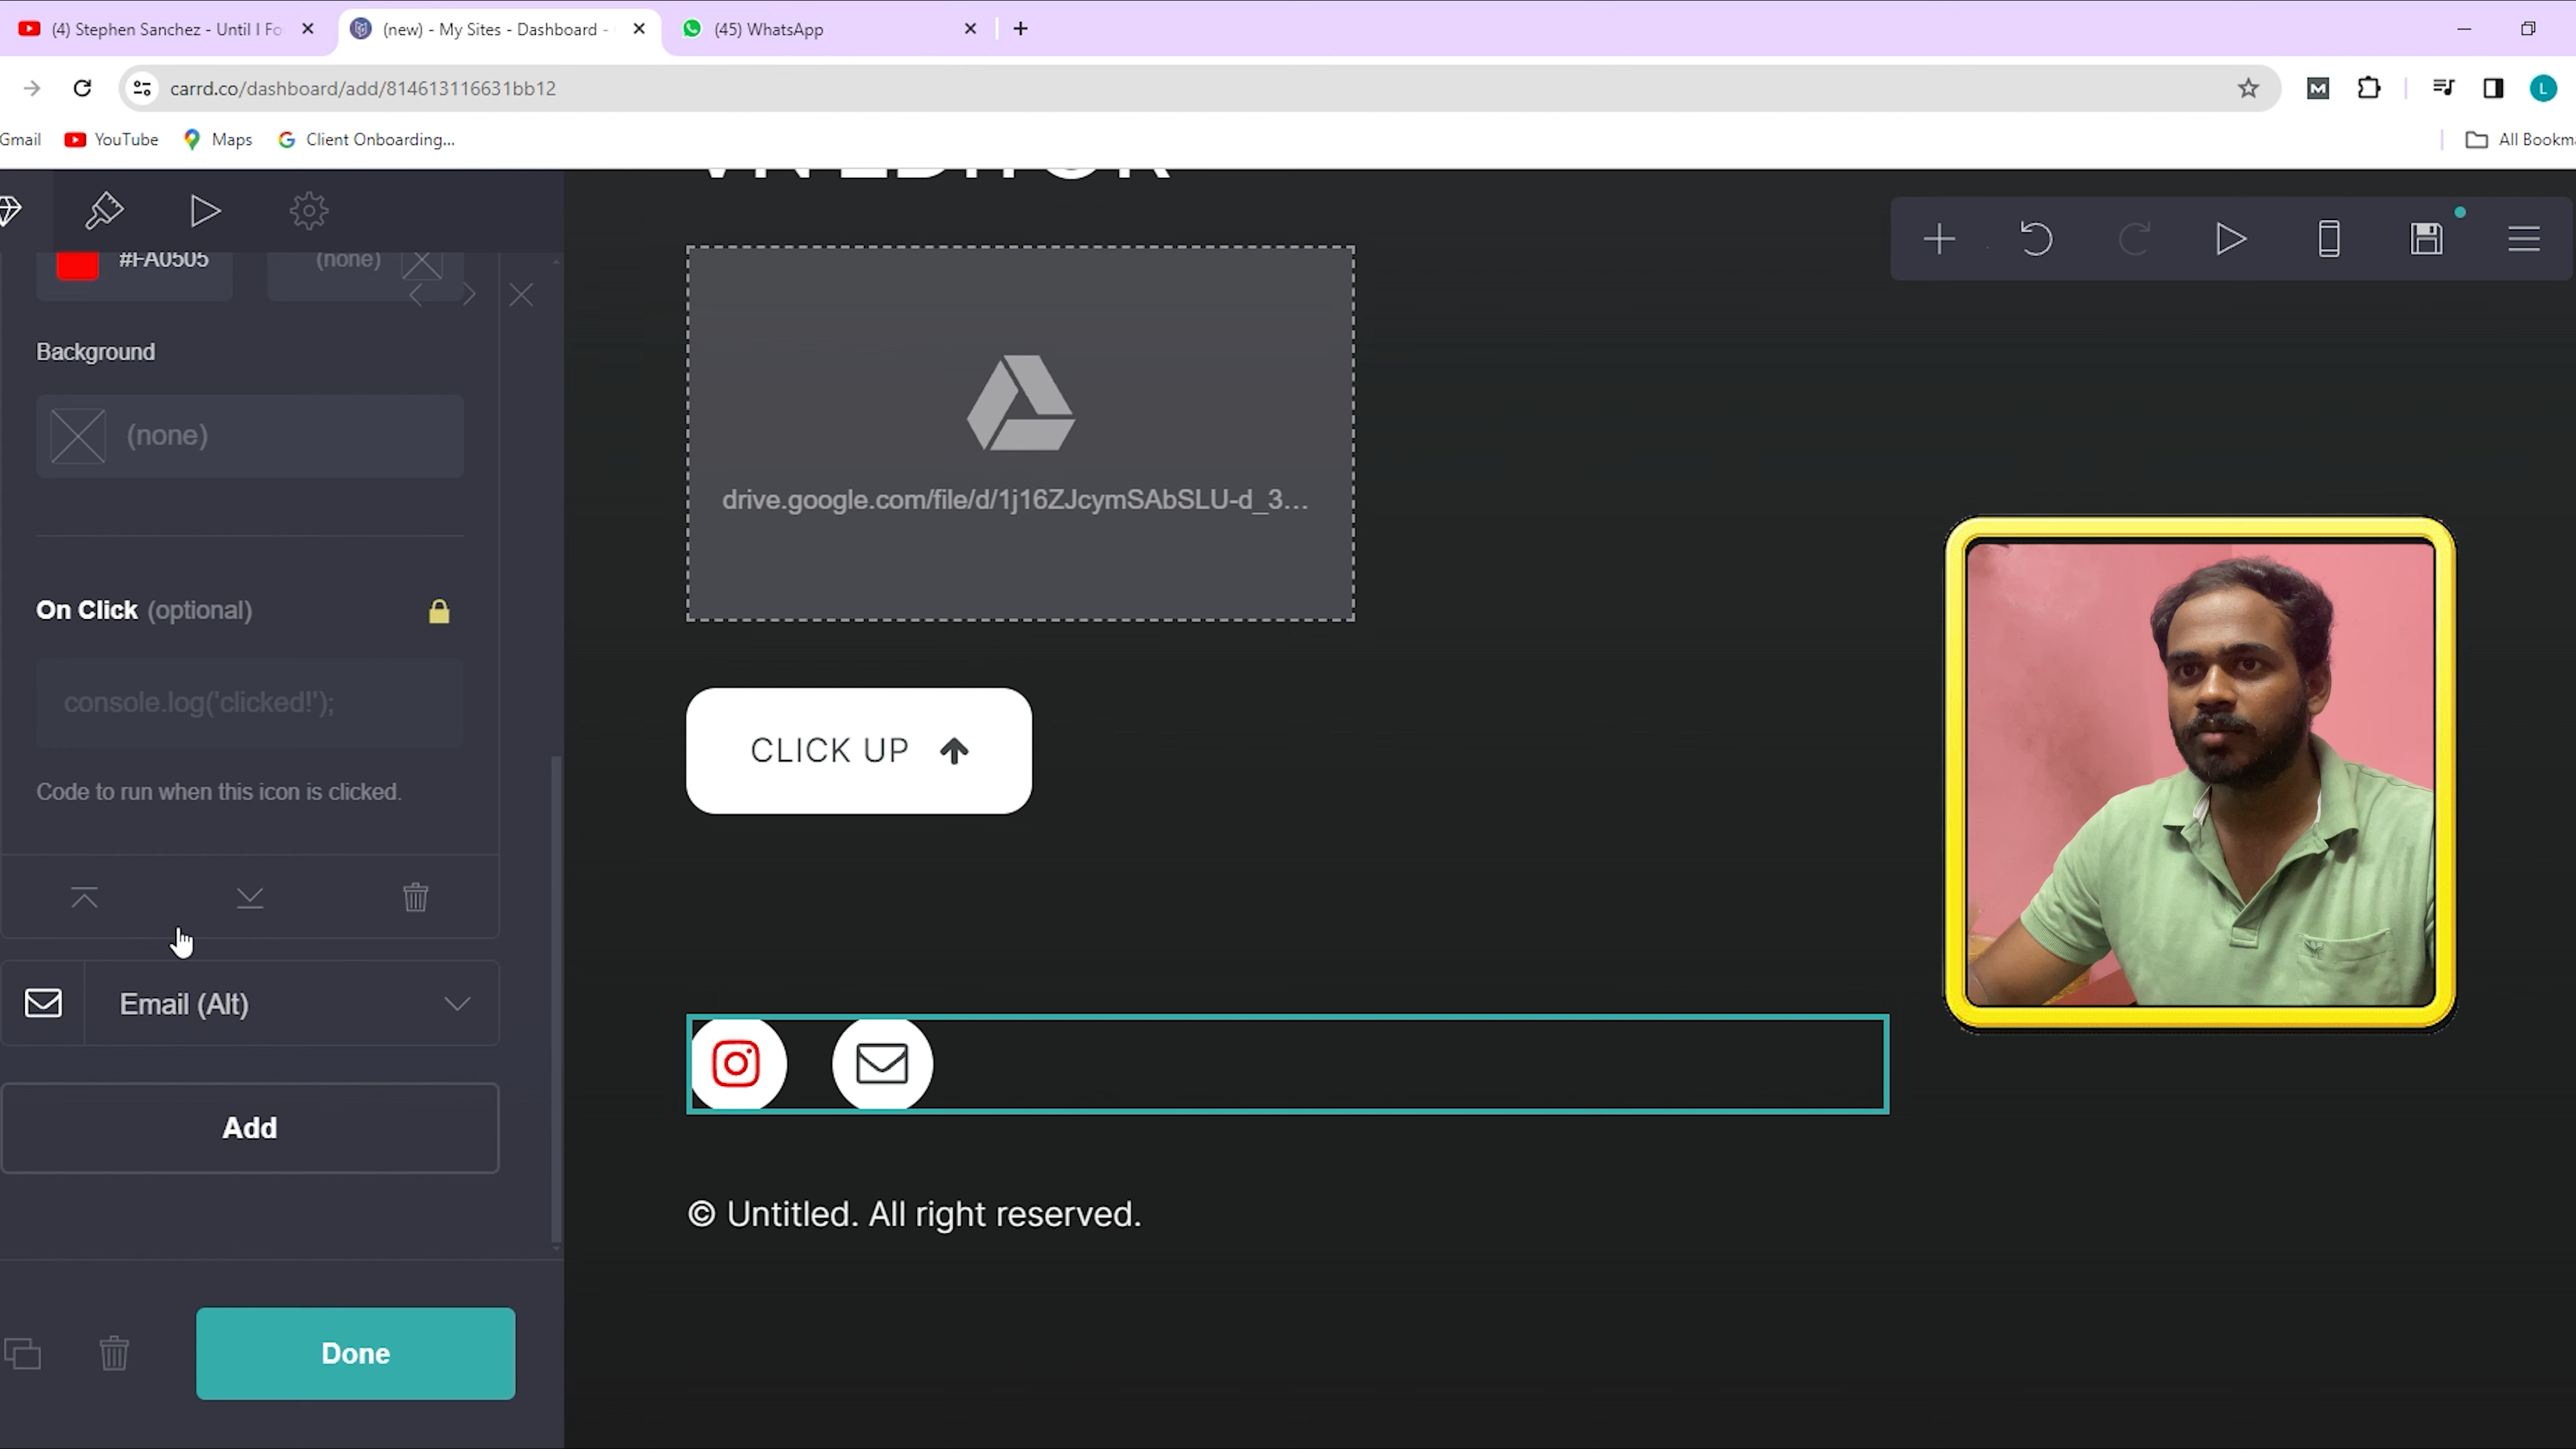 (4) Stephen Sanchez - Until I Fo
(new) - My Sites - Dashboard -
(45) WhatsApp
carrd.co/dashboard/add/814613116631bb12
Gmail
YouTube
Maps
Client Onboarding...
All Bookm
M
L
#FA0505
(none)
Background
(none)
On Click (optional)
console.log('clicked!');
Code to run when this icon is clicked.
Email (Alt)
Add
Done
VN EDITOR
drive.google.com/file/d/1j16ZJcymSAbSLU-d_3...
CLICK UP
© Untitled. All right reserved.